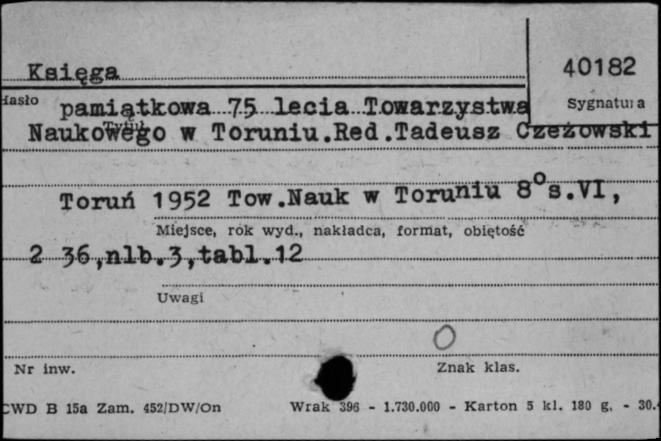 Księga
40182
Hasło
pamiątkowa 75 lecia Towarzystwa
Sygnatura
Tytuł
Naukowego w Toruniu.Red.Tadeusz Czeżowski
Toruń 1952 Tow.Nauk w Toruniu 8° s.VI,
Miejsce, rok wyd., nakładca, format, objętość
2 36,nlb.3,tabl.12
Uwagi
O
Nr inw.
Znak klas.
CWD B 15a Zam. 452/DW/On Wrak 396 - 1.730.000 - Karton 5 kl. 180 g. - 30.